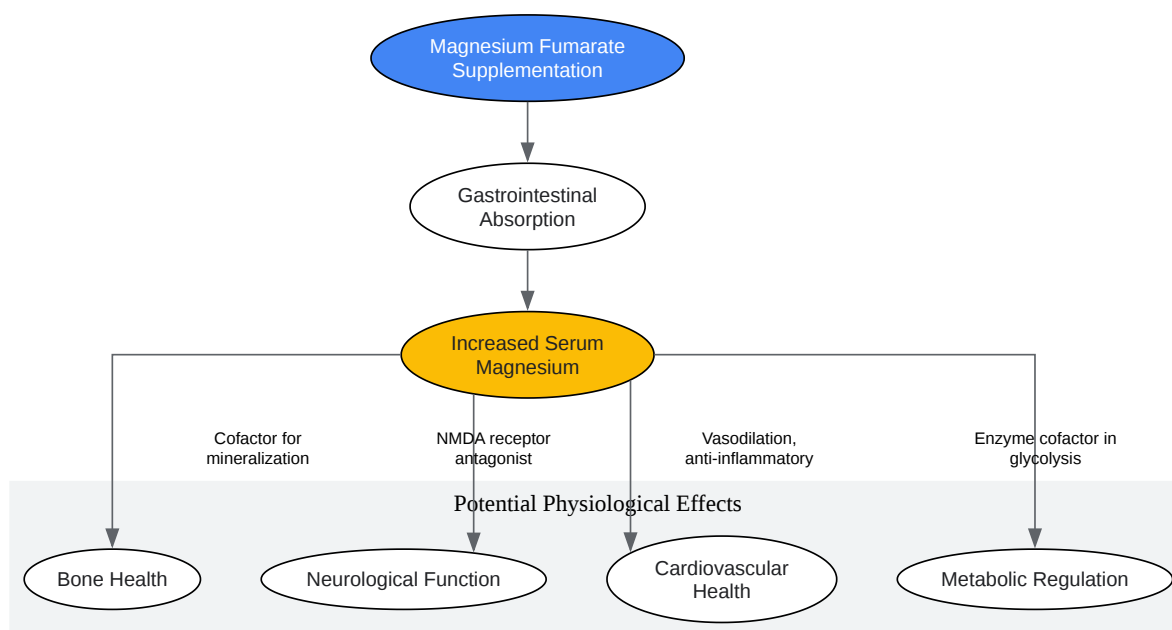 Magnesium Fumarate
Supplementation
Gastrointestinal
Absorption
Increased Serum
Magnesium
Cofactor for
mineralization
NMDA receptor
antagonist
Vasodilation,
anti-inflammatory
Enzyme cofactor in
glycolysis
Potential Physiological Effects
Bone Health
Neurological Function
Cardiovascular
Health
Metabolic Regulation